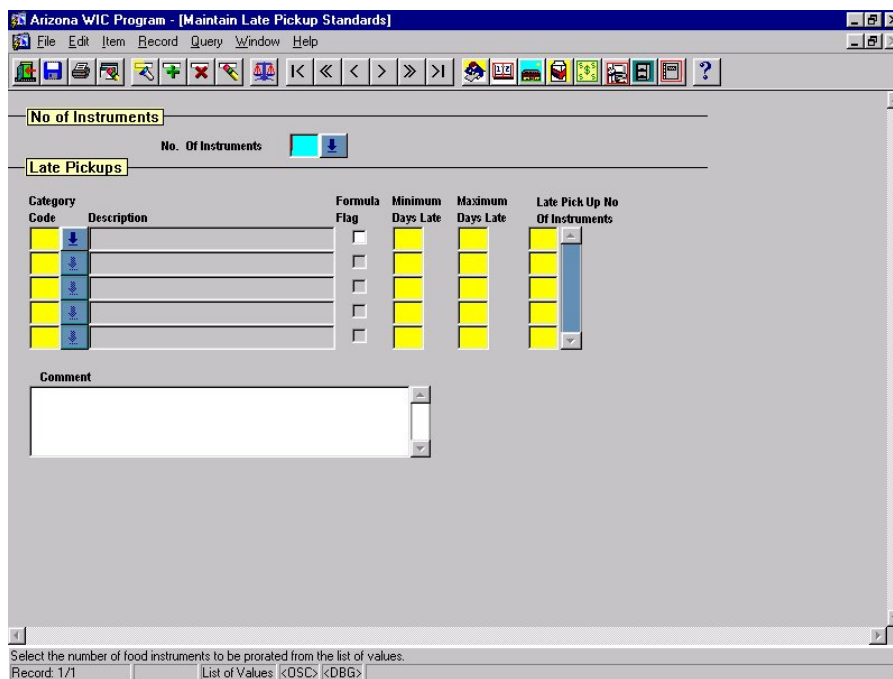 Arizona WIC Program - [Maintain Late Pickup Standards]
File Edit Item Record Query Window Help
No of Instruments
No. Of Instruments
Late Pickups
Category Formula Minimum Maximum Late Pick Up No
Code Description Flag Days Late Days Late Of Instruments
Comment
Select the number of food instruments to be prorated from the list of values.
Record: 1/1 List of Values <OSC> <DBG>